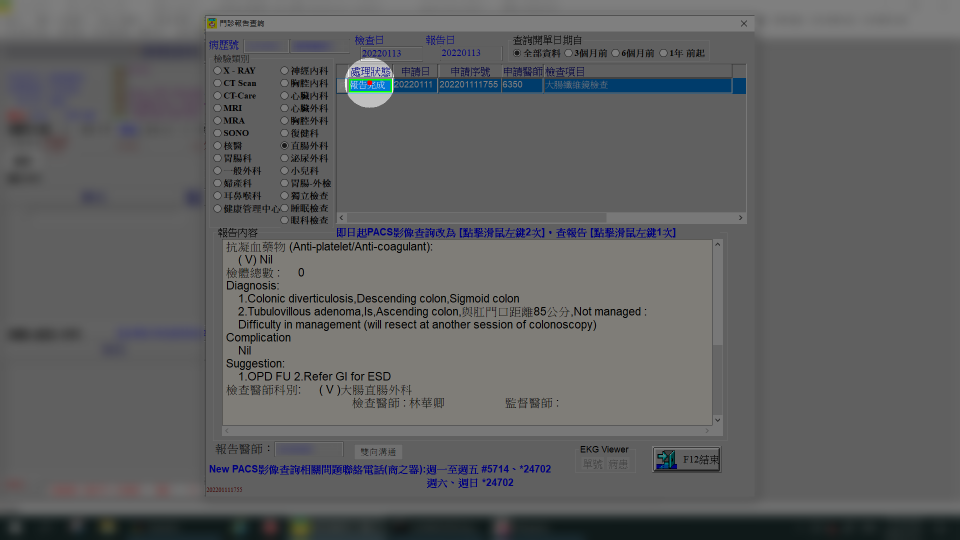 門診報告查詢
病歷號
檢查日 報告日
20220113 20220113
查詢開單日期自
全部資料 3個月前 6個月前 1年 前起
檢驗類別
X - RAY 神經內科
CT Scan 胸腔內科
CT-Care 心臟內科
MRI 心臟外科
MRA 胸腔外科
SONO 復健科
核醫 直腸外科
胃腸科 泌尿外科
一般外科 小兒科
婦產科 胃腸-外檢
耳鼻喉科 獨立檢查
健康管理中心 睡眠檢查
眼科檢查
處理狀態 申請日 申請序號 申請醫師 檢查項目
報告完成 20220111 202201111755 6350 大腸纖維鏡檢查
報告內容
即日起PACS影像查詢改為 [點擊滑鼠左鍵2次]，查報告 [點擊滑鼠左鍵1次]
抗凝血藥物 (Anti-platelet/Anti-coagulant):
( V) Nil
檢體總數 : 0
Diagnosis:
1.Colonic diverticulosis,Descending colon,Sigmoid colon
2.Tubulovillous adenoma,Is,Ascending colon,與肛門口距離85公分,Not managed :
Difficulty in management (will resect at another session of colonoscopy)
Complication
Nil
Suggestion:
1.OPD FU 2.Refer GI for ESD
檢查醫師科別: ( V )大腸直腸外科
檢查醫師 : 林華卿 監督醫師 :
報告醫師：
雙向溝通
EKG Viewer
單號 病患
F12結束
New PACS影像查詢相關問題聯絡電話(商之器):週一至週五 #5714、*24702
週六、週日 *24702
202201111755